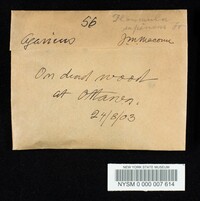 56
Agaricus
J.M. Macoun
On dead wood
at Ottawa.
24/8/03
NEW YORK STATE MUSEUM
NYSM 0 000 007 614